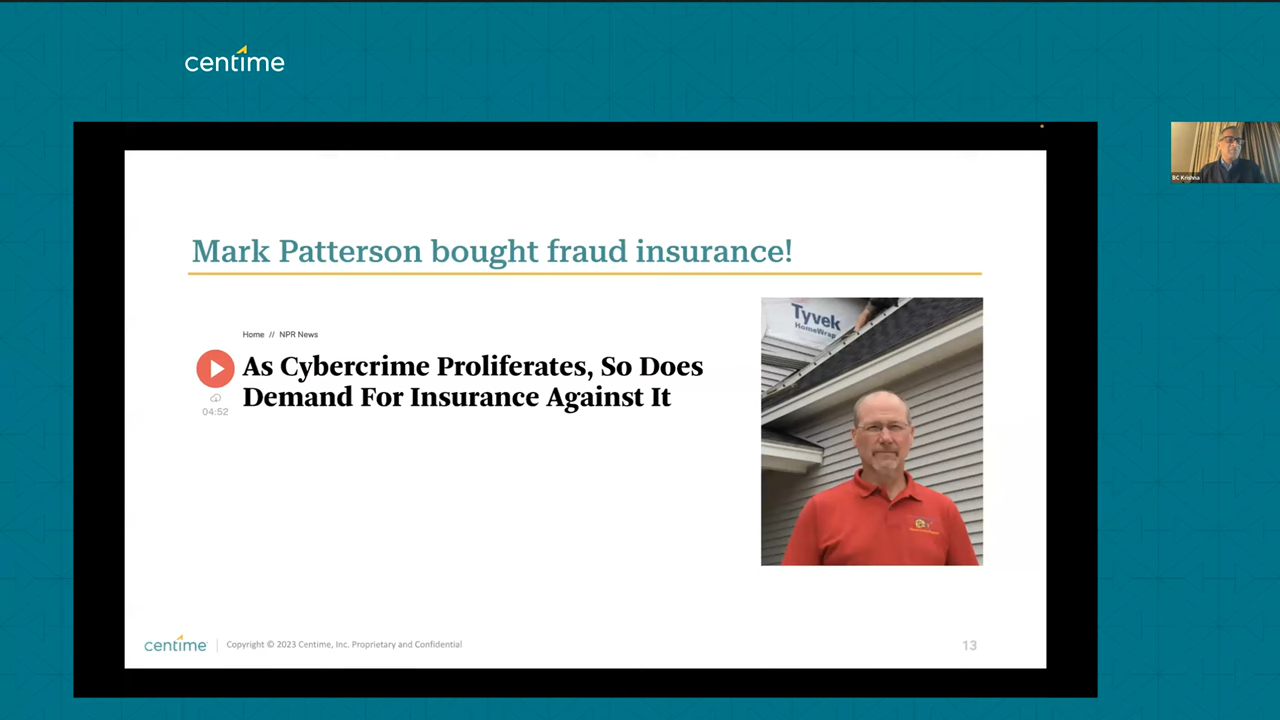 centime
BC Krishna
Mark Patterson bought fraud insurance!
Home // NPR News
As Cybercrime Proliferates, So Does
Demand For Insurance Against It
04:52
Tyvek
HomeWrap
centime
Copyright © 2023 Centime, Inc. Proprietary and Confidential
13